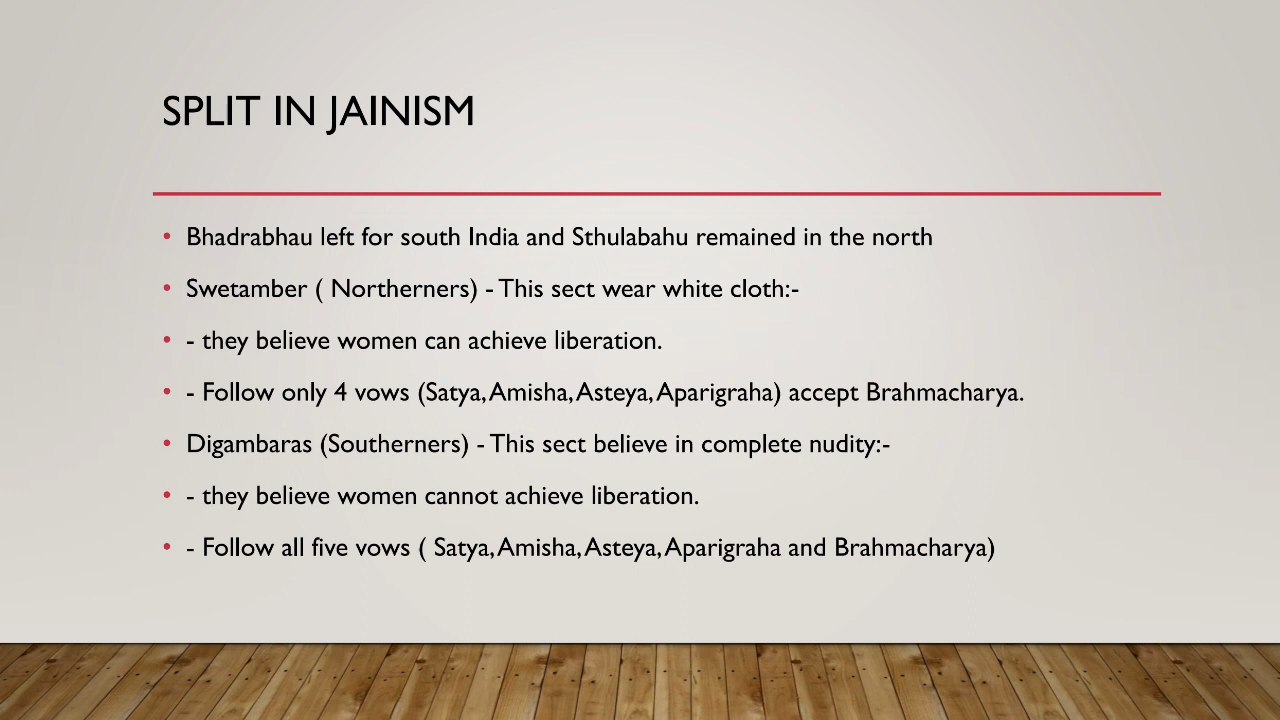 SPLIT IN JAINISM
• Bhadrabhau left for south India and Sthulabahu remained in the north
• Swetamber ( Northerners) - This sect wear white cloth:-
• - they believe women can achieve liberation.
• - Follow only 4 vows (Satya, Amisha, Asteya, Aparigraha) accept Brahmacharya.
• Digambaras (Southerners) - This sect believe in complete nudity:-
• - they believe women cannot achieve liberation.
• - Follow all five vows ( Satya, Amisha, Asteya, Aparigraha and Brahmacharya)